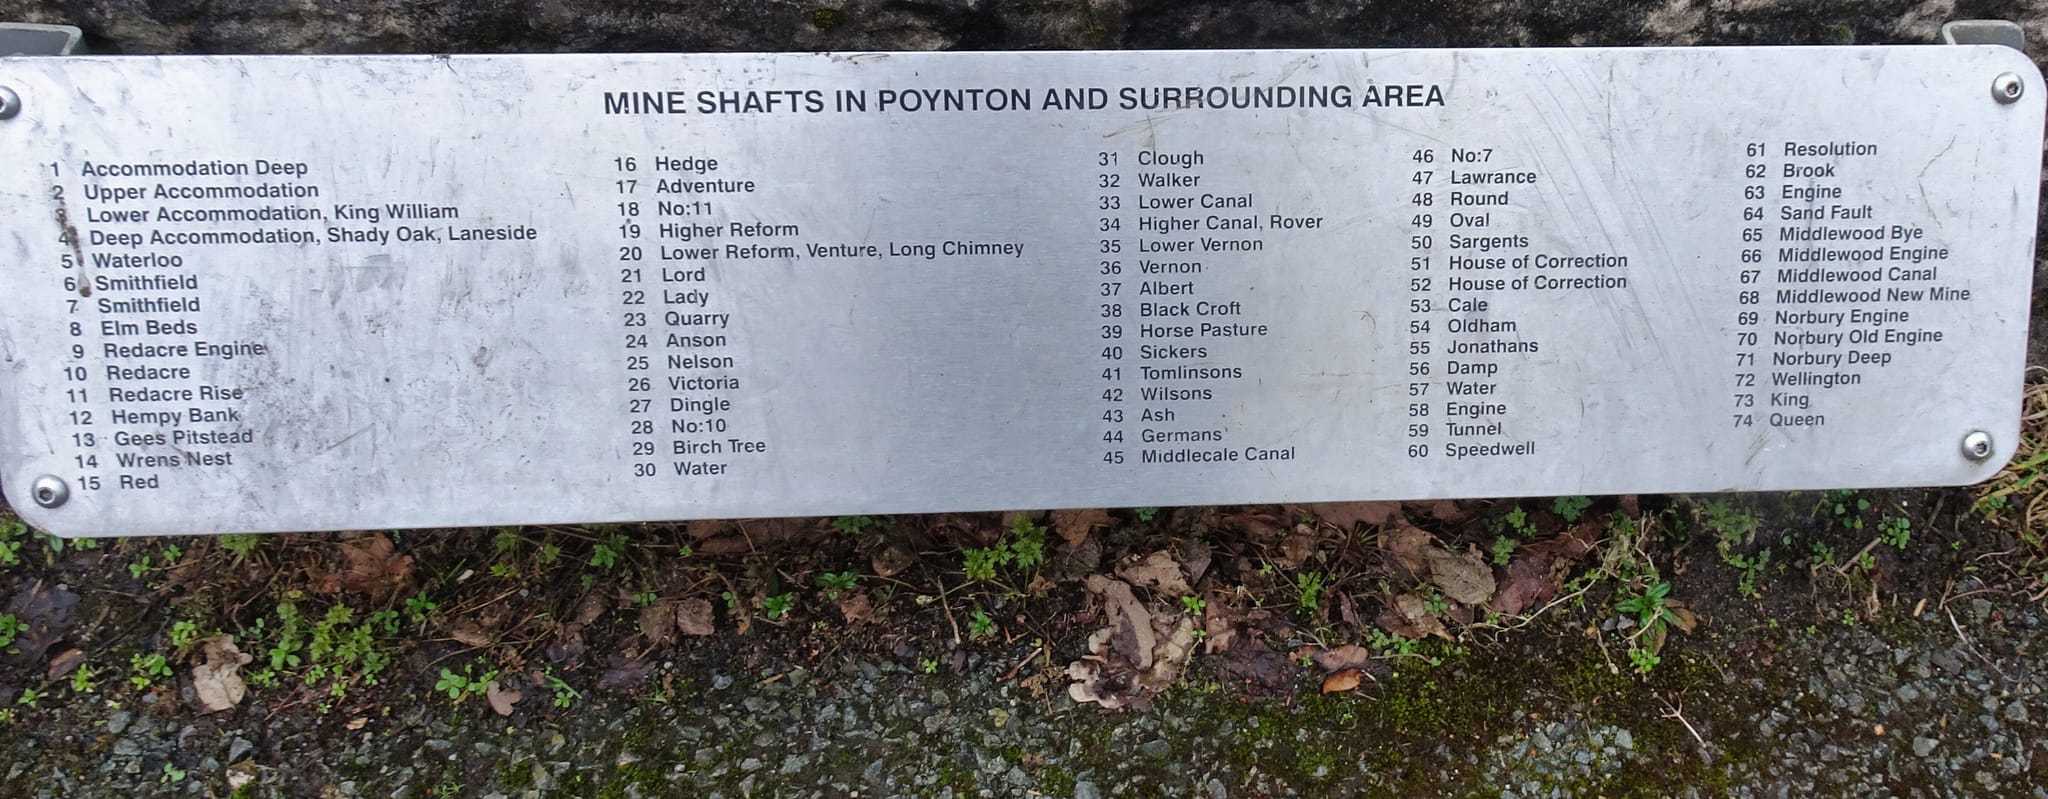 MINE SHAFTS IN POYNTON AND SURROUNDING AREA
1 Accommodation Deep
2 Upper Accommodation
3 Lower Accommodation, King William
4 Deep Accommodation, Shady Oak, Laneside
5 Waterloo
6 Smithfield
7 Smithfield
8 Elm Beds
9 Redacre Engine
10 Redacre
11 Redacre Rise
12 Hempy Bank
13 Gees Pitstead
14 Wrens Nest
15 Red
16 Hedge
17 Adventure
18 No:11
19 Higher Reform
20 Lower Reform, Venture, Long Chimney
21 Lord
22 Lady
23 Quarry
24 Anson
25 Nelson
26 Victoria
27 Dingle
28 No:10
29 Birch Tree
30 Water
31 Clough
32 Walker
33 Lower Canal
34 Higher Canal, Rover
35 Lower Vernon
36 Vernon
37 Albert
38 Black Croft
39 Horse Pasture
40 Sickers
41 Tomlinsons
42 Wilsons
43 Ash
44 Germans
45 Middlecale Canal
46 No:7
47 Lawrance
48 Round
49 Oval
50 Sargents
51 House of Correction
52 House of Correction
53 Cale
54 Oldham
55 Jonathans
56 Damp
57 Water
58 Engine
59 Tunnel
60 Speedwell
61 Resolution
62 Brook
63 Engine
64 Sand Fault
65 Middlewood Bye
66 Middlewood Engine
67 Middlewood Canal
68 Middlewood New Mine
69 Norbury Engine
70 Norbury Old Engine
71 Norbury Deep
72 Wellington
73 King
74 Queen